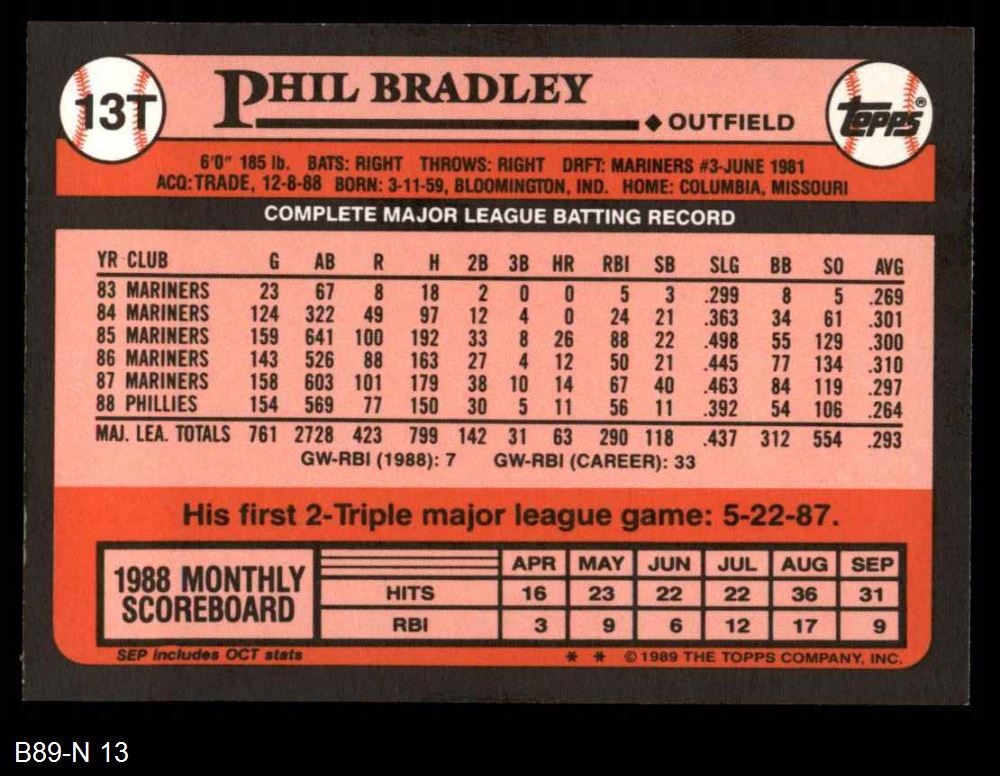 13T
PHIL BRADLEY
◆ OUTFIELD
Topps®
6'0" 185 lb. BATS: RIGHT THROWS: RIGHT DRFT: MARINERS #3-JUNE 1981
ACQ: TRADE, 12-8-88 BORN: 3-11-59, BLOOMINGTON, IND. HOME: COLUMBIA, MISSOURI
COMPLETE MAJOR LEAGUE BATTING RECORD
YR CLUB G AB R H 2B 3B HR RBI SB SLG BB SO AVG
83 MARINERS 23 67 8 18 2 0 0 5 3 .299 8 5 .269
84 MARINERS 124 322 49 97 12 4 0 24 21 .363 34 61 .301
85 MARINERS 159 641 100 192 33 8 26 88 22 .498 55 129 .300
86 MARINERS 143 526 88 163 27 4 12 50 21 .445 77 134 .310
87 MARINERS 158 603 101 179 38 10 14 67 40 .463 84 119 .297
88 PHILLIES 154 569 77 150 30 5 11 56 11 .392 54 106 .264
MAJ. LEA. TOTALS 761 2728 423 799 142 31 63 290 118 .437 312 554 .293
GW-RBI (1988): 7 GW-RBI (CAREER): 33
His first 2-Triple major league game: 5-22-87.
1988 MONTHLY
SCOREBOARD
APR MAY JUN JUL AUG SEP
HITS 16 23 22 22 36 31
RBI 3 9 6 12 17 9
SEP includes OCT stats
* * © 1989 THE TOPPS COMPANY, INC.
B89-N 13